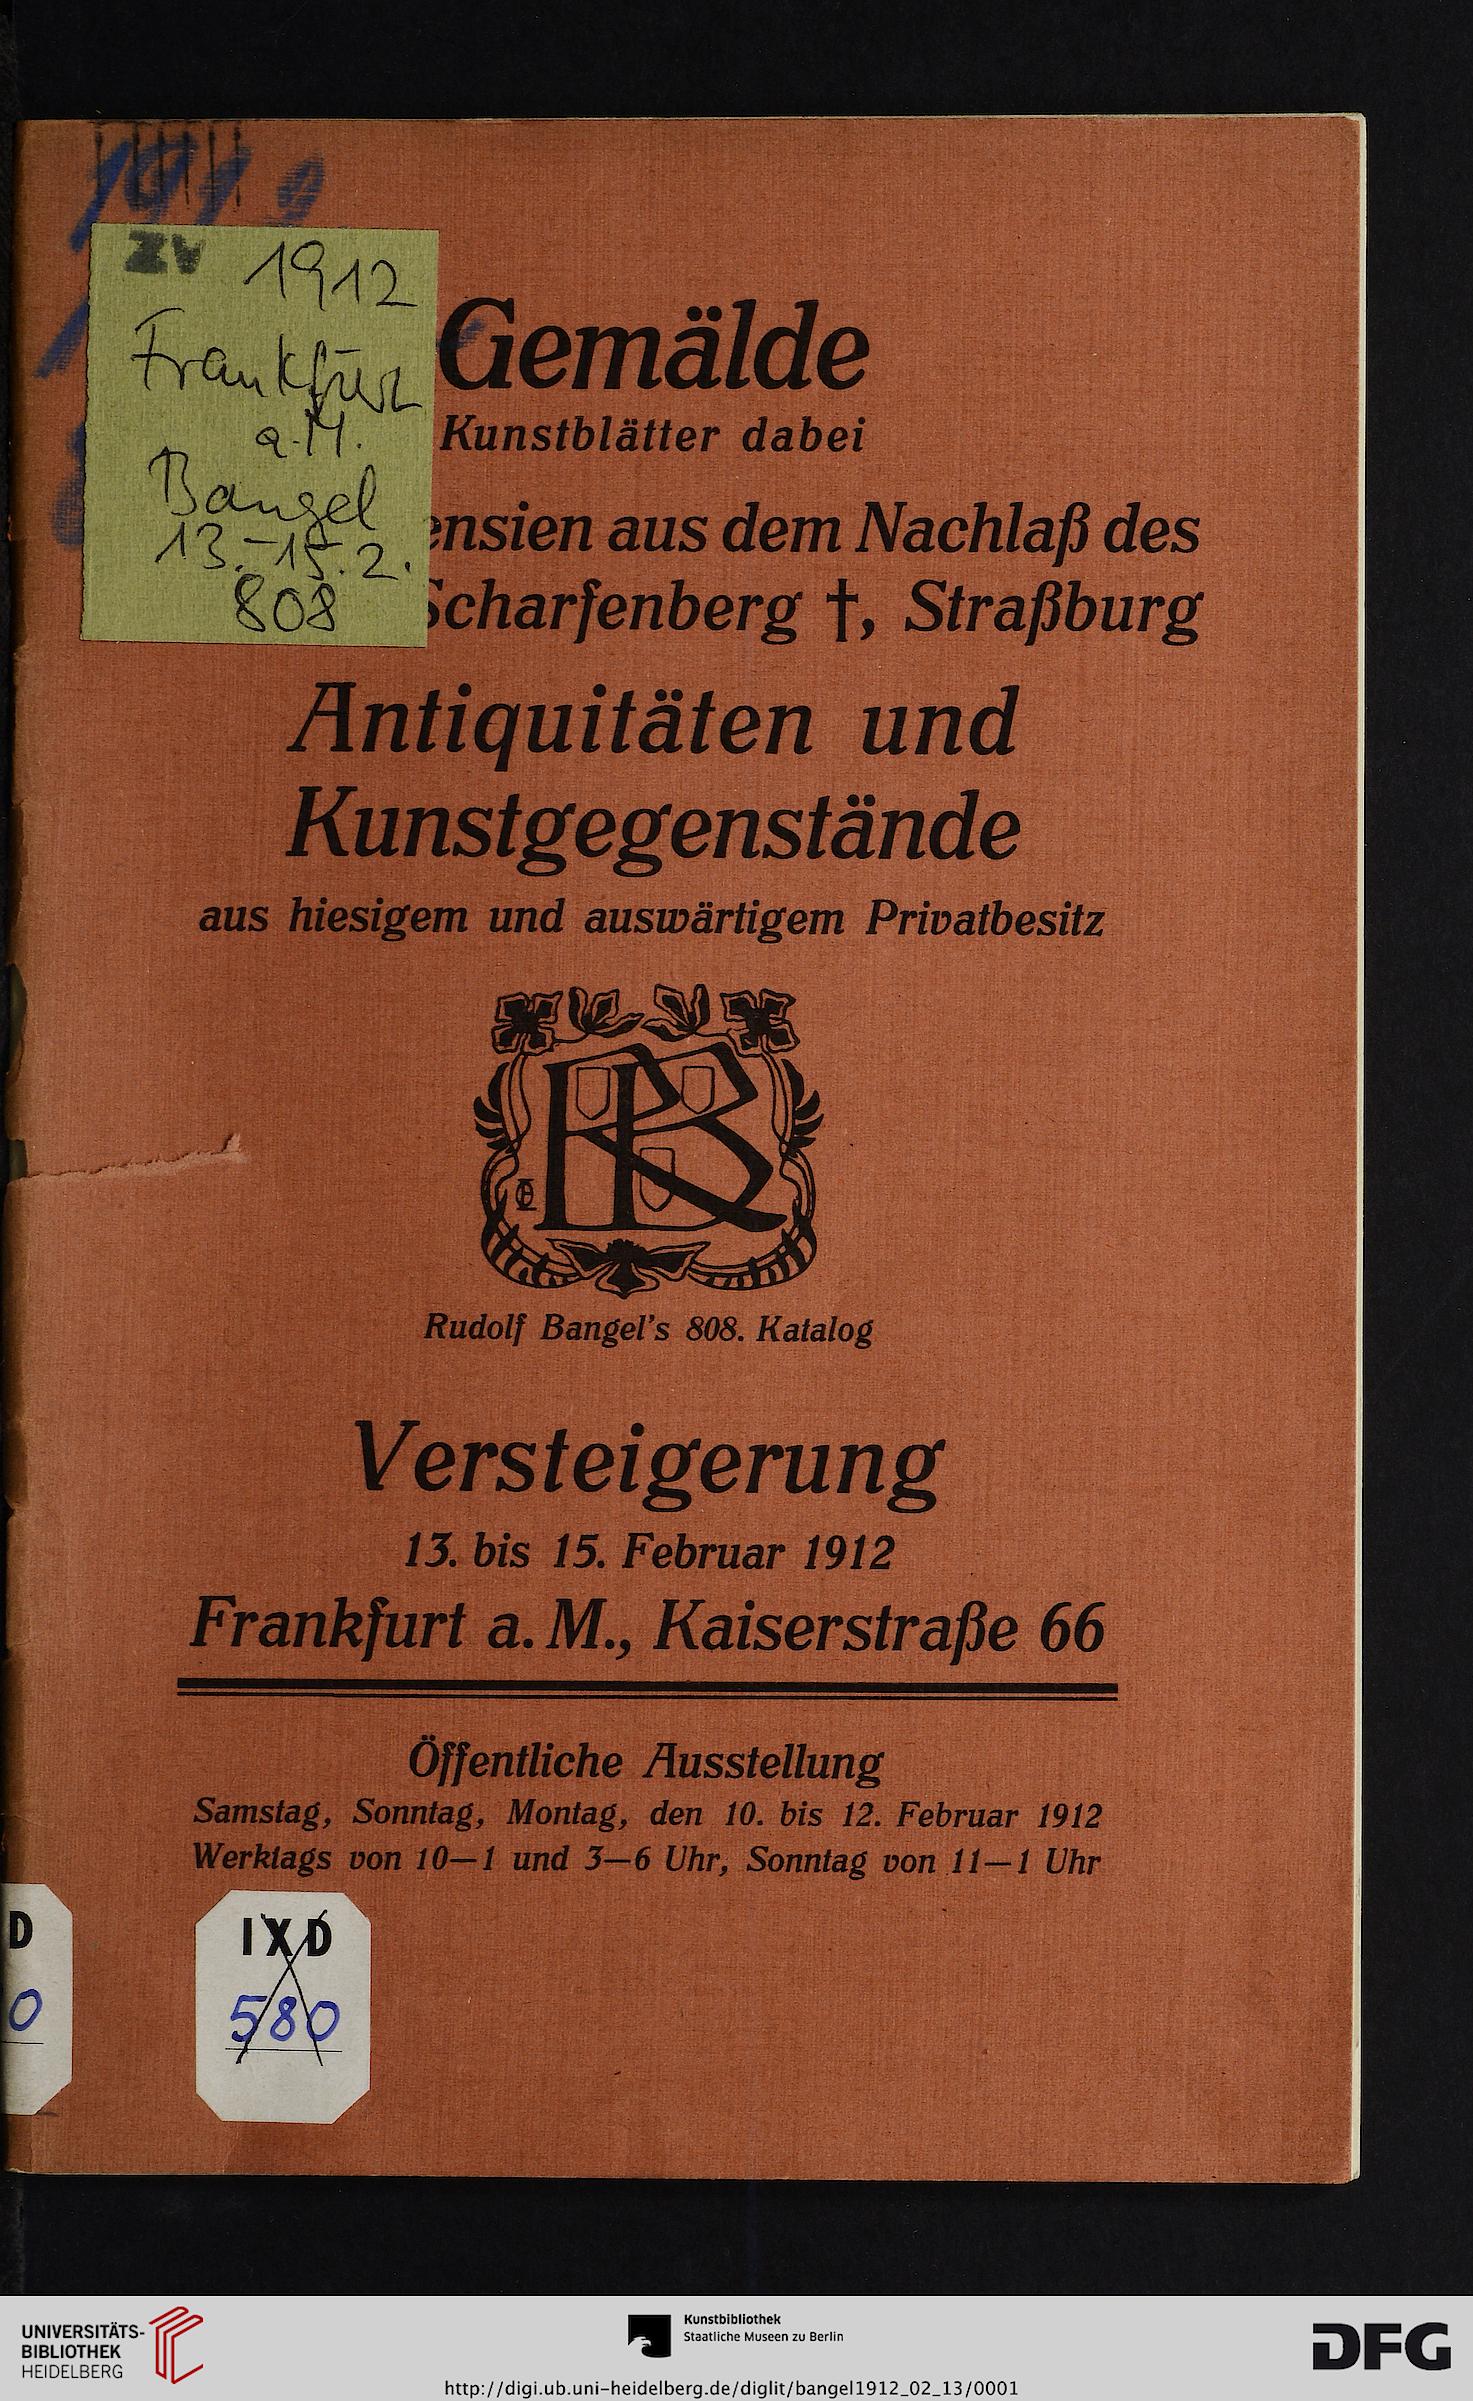 1912
ZV 1912
Frankfurt
a.M.
Bangel
13.-15.2.
808
Gemälde
Kunstblätter dabei
ensien aus dem Nachlaß des
Scharfenberg †, Straßburg
Antiquitäten und
Kunstgegenstände
aus hiesigem und auswärtigem Privatbesitz
RB
Rudolf Bangel's 808. Katalog
Versteigerung
13. bis 15. Februar 1912
Frankfurt a. M., Kaiserstraße 66
Öffentliche Ausstellung
Samstag, Sonntag, Montag, den 10. bis 12. Februar 1912
Werktags von 10—1 und 3—6 Uhr, Sonntag von 11—1 Uhr
D
0
IXD
580
UNIVERSITÄTS-
BIBLIOTHEK
HEIDELBERG
Kunstbibliothek
Staatliche Museen zu Berlin
DFG
http://digi.ub.uni-heidelberg.de/diglit/bangel1912_02_13/0001